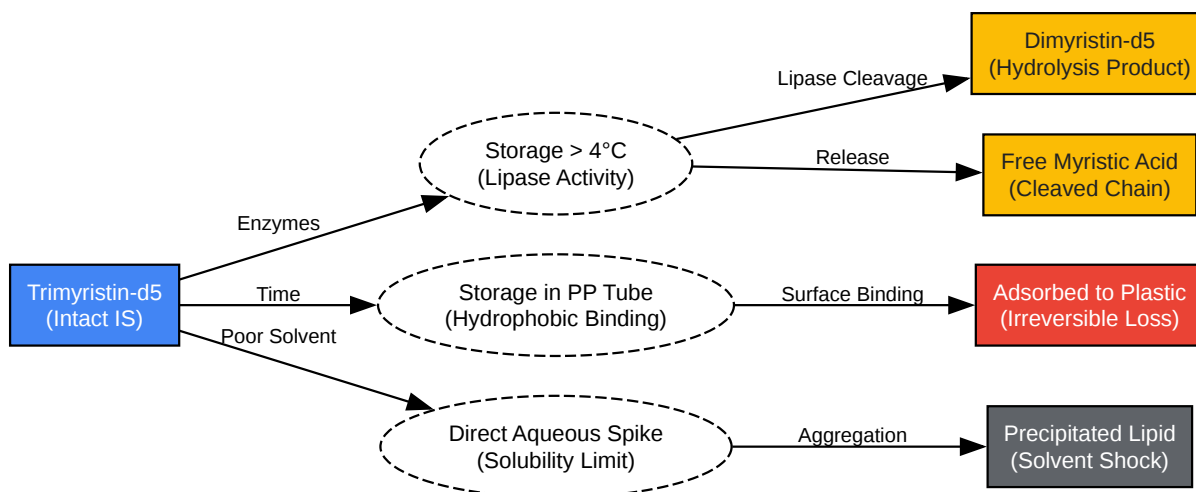 Trimyristin-d5
(Intact IS)
Enzymes
Time
Poor Solvent
Storage > 4°C
(Lipase Activity)
Storage in PP Tube
(Hydrophobic Binding)
Direct Aqueous Spike
(Solubility Limit)
Lipase Cleavage
Release
Surface Binding
Aggregation
Dimyristin-d5
(Hydrolysis Product)
Free Myristic Acid
(Cleaved Chain)
Adsorbed to Plastic
(Irreversible Loss)
Precipitated Lipid
(Solvent Shock)